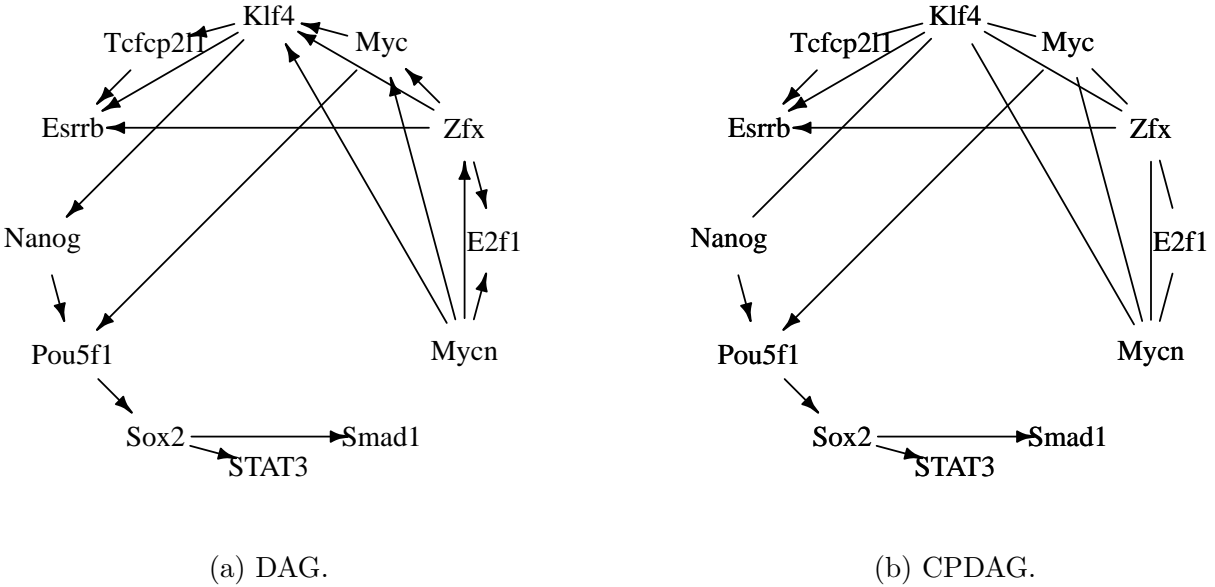 Klf4
Tcfcp2l1
Myc
Esrrb
Zfx
Nanog
E2f1
Pou5f1
Mycn
Sox2
Smad1
STAT3
(a) DAG.
Klf4
Tcfcp2l1
Myc
Esrrb
Zfx
Nanog
E2f1
Pou5f1
Mycn
Sox2
Smad1
STAT3
(b) CPDAG.